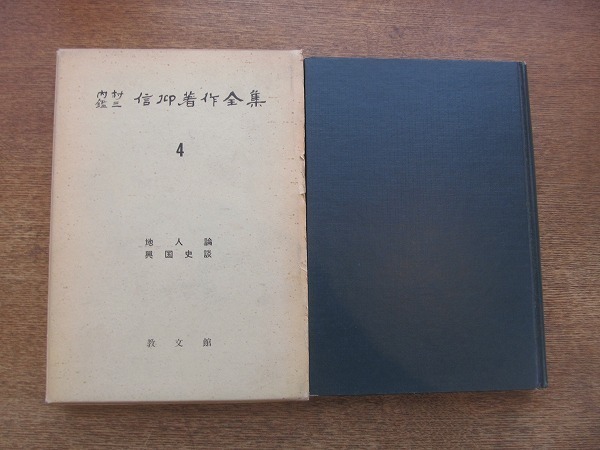 内村鑑三 信仰著作全集
4
地人論
興国史談
教文館